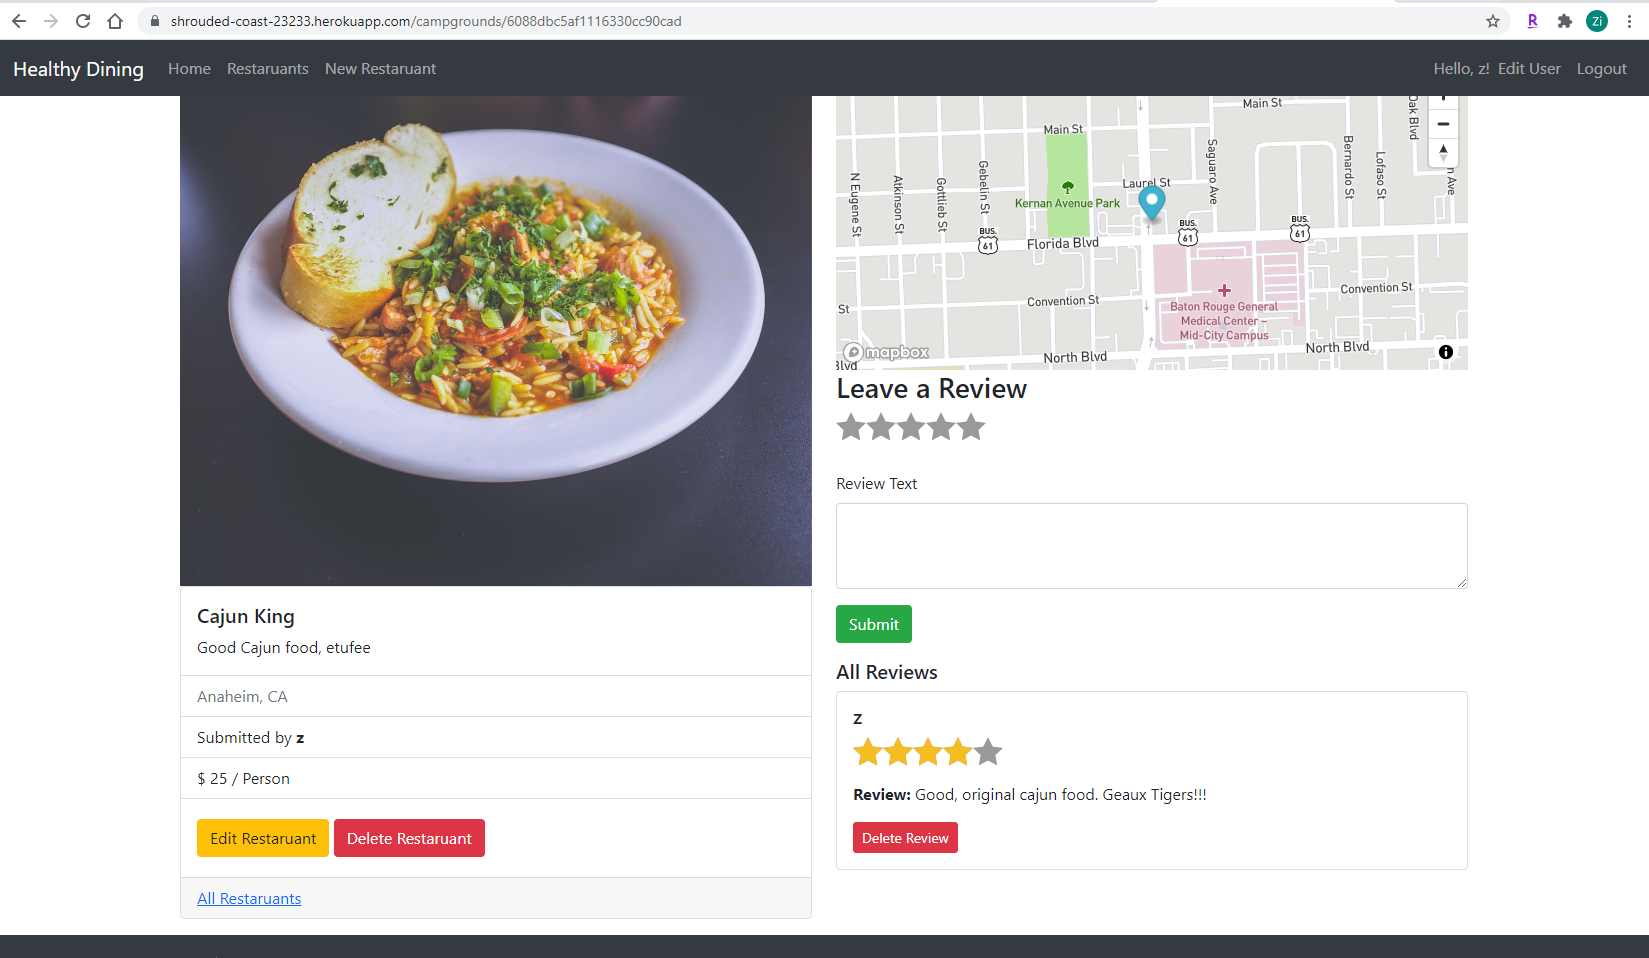 shrouded-coast-23233.herokuapp.com/campgrounds/6088dbc5af1116330cc90cad
R
Zi
Healthy Dining
Home
Restaruants
New Restaruant
Hello, z!
Edit User
Logout
Main St
Main St
Oak Blvd
Saguaro Ave
Bernardo St
Lofaso St
n Ave
N Eugene St
Atkinson St
Gottlieb St
Gebelin St
Laurel St
Kernan Avenue Park
BUS.
61
BUS.
61
BUS.
61
Florida Blvd
Convention St
Convention St
St
Baton Rouge General
Medical Center –
Mid-City Campus
North Blvd
North Blvd
Blvd
mapbox
Leave a Review
Review Text
Submit
All Reviews
z
Review: Good, original cajun food. Geaux Tigers!!!
Delete Review
Cajun King
Good Cajun food, etufee
Anaheim, CA
Submitted by z
$ 25 / Person
Edit Restaruant
Delete Restaruant
All Restaruants